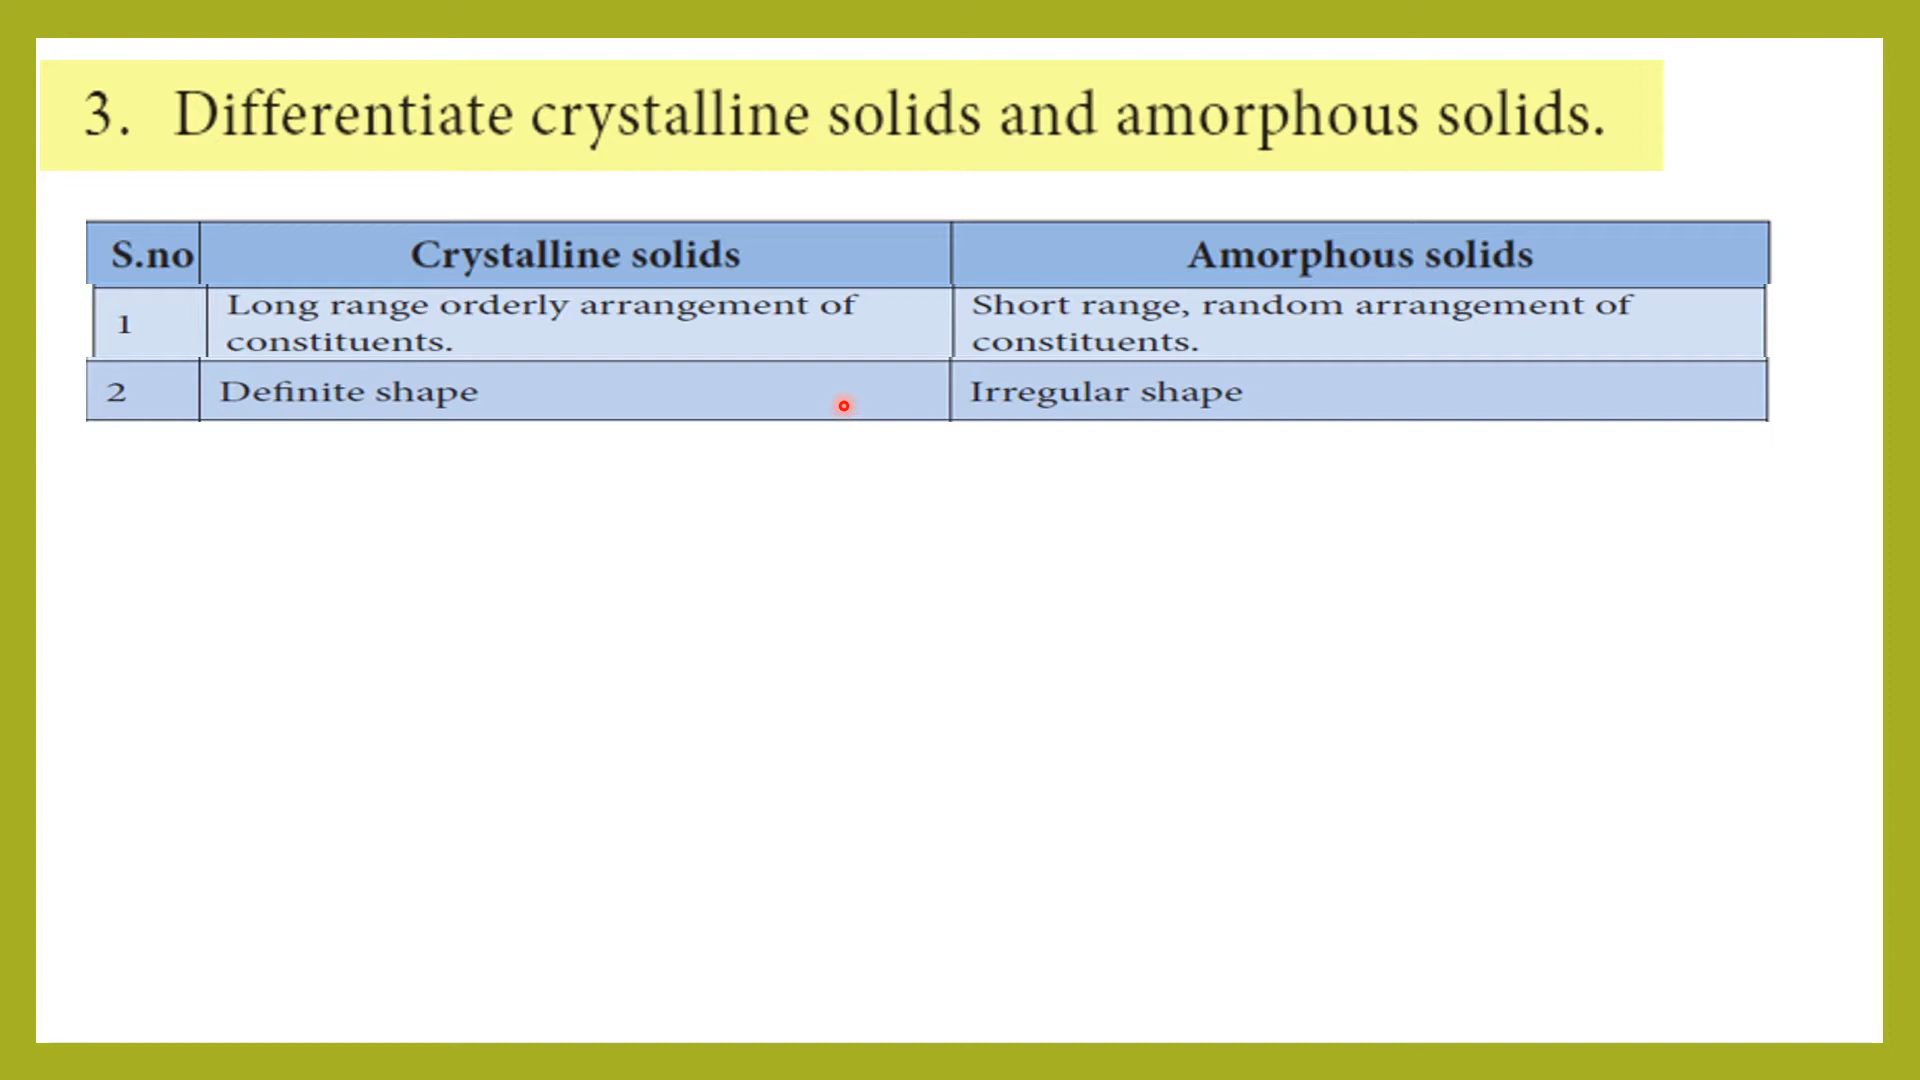 3. Differentiate crystalline solids and amorphous solids.
S.no Crystalline solids Amorphous solids
1 Long range orderly arrangement of constituents. Short range, random arrangement of constituents.
2 Definite shape Irregular shape